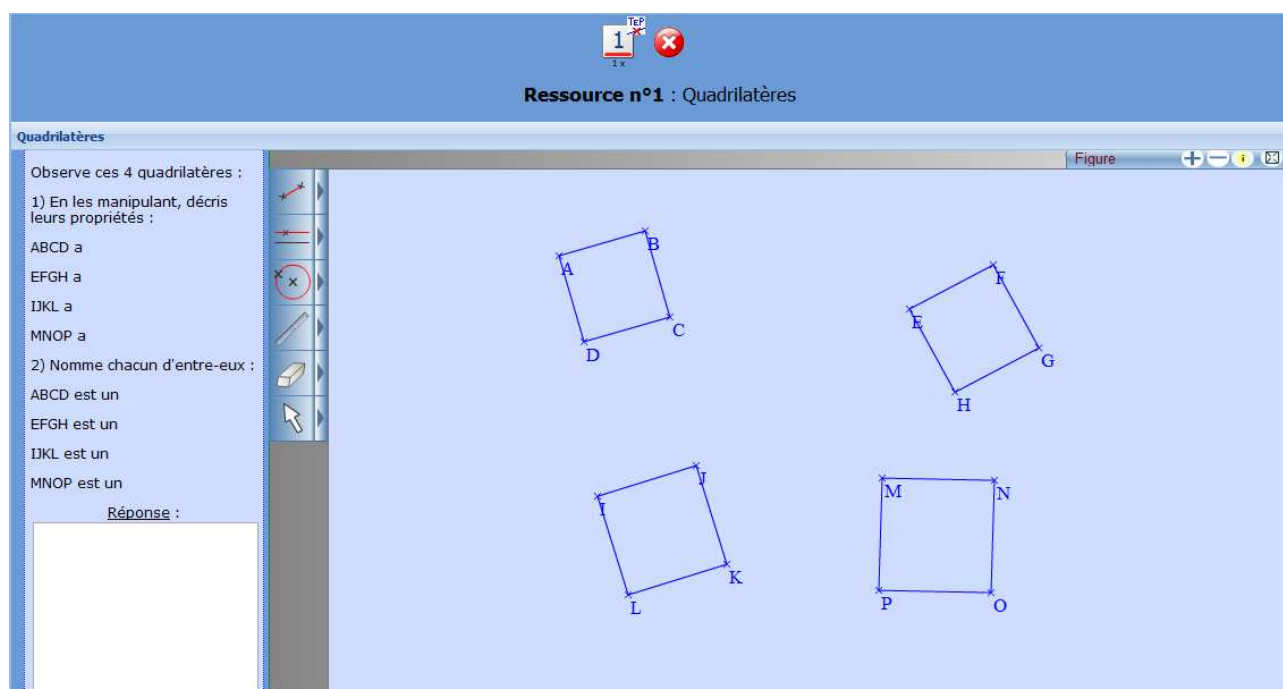 TeP
1
1 x
Ressource n°1 : Quadrilatères
Quadrilatères
Figure
i
Observe ces 4 quadrilatères :
1) En les manipulant, décris
leurs propriétés :
ABCD a
EFGH a
IJKL a
MNOP a
2) Nomme chacun d'entre-eux :
ABCD est un
EFGH est un
IJKL est un
MNOP est un
Réponse :
A
B
C
D
E
F
G
H
I
J
K
L
M
N
O
P